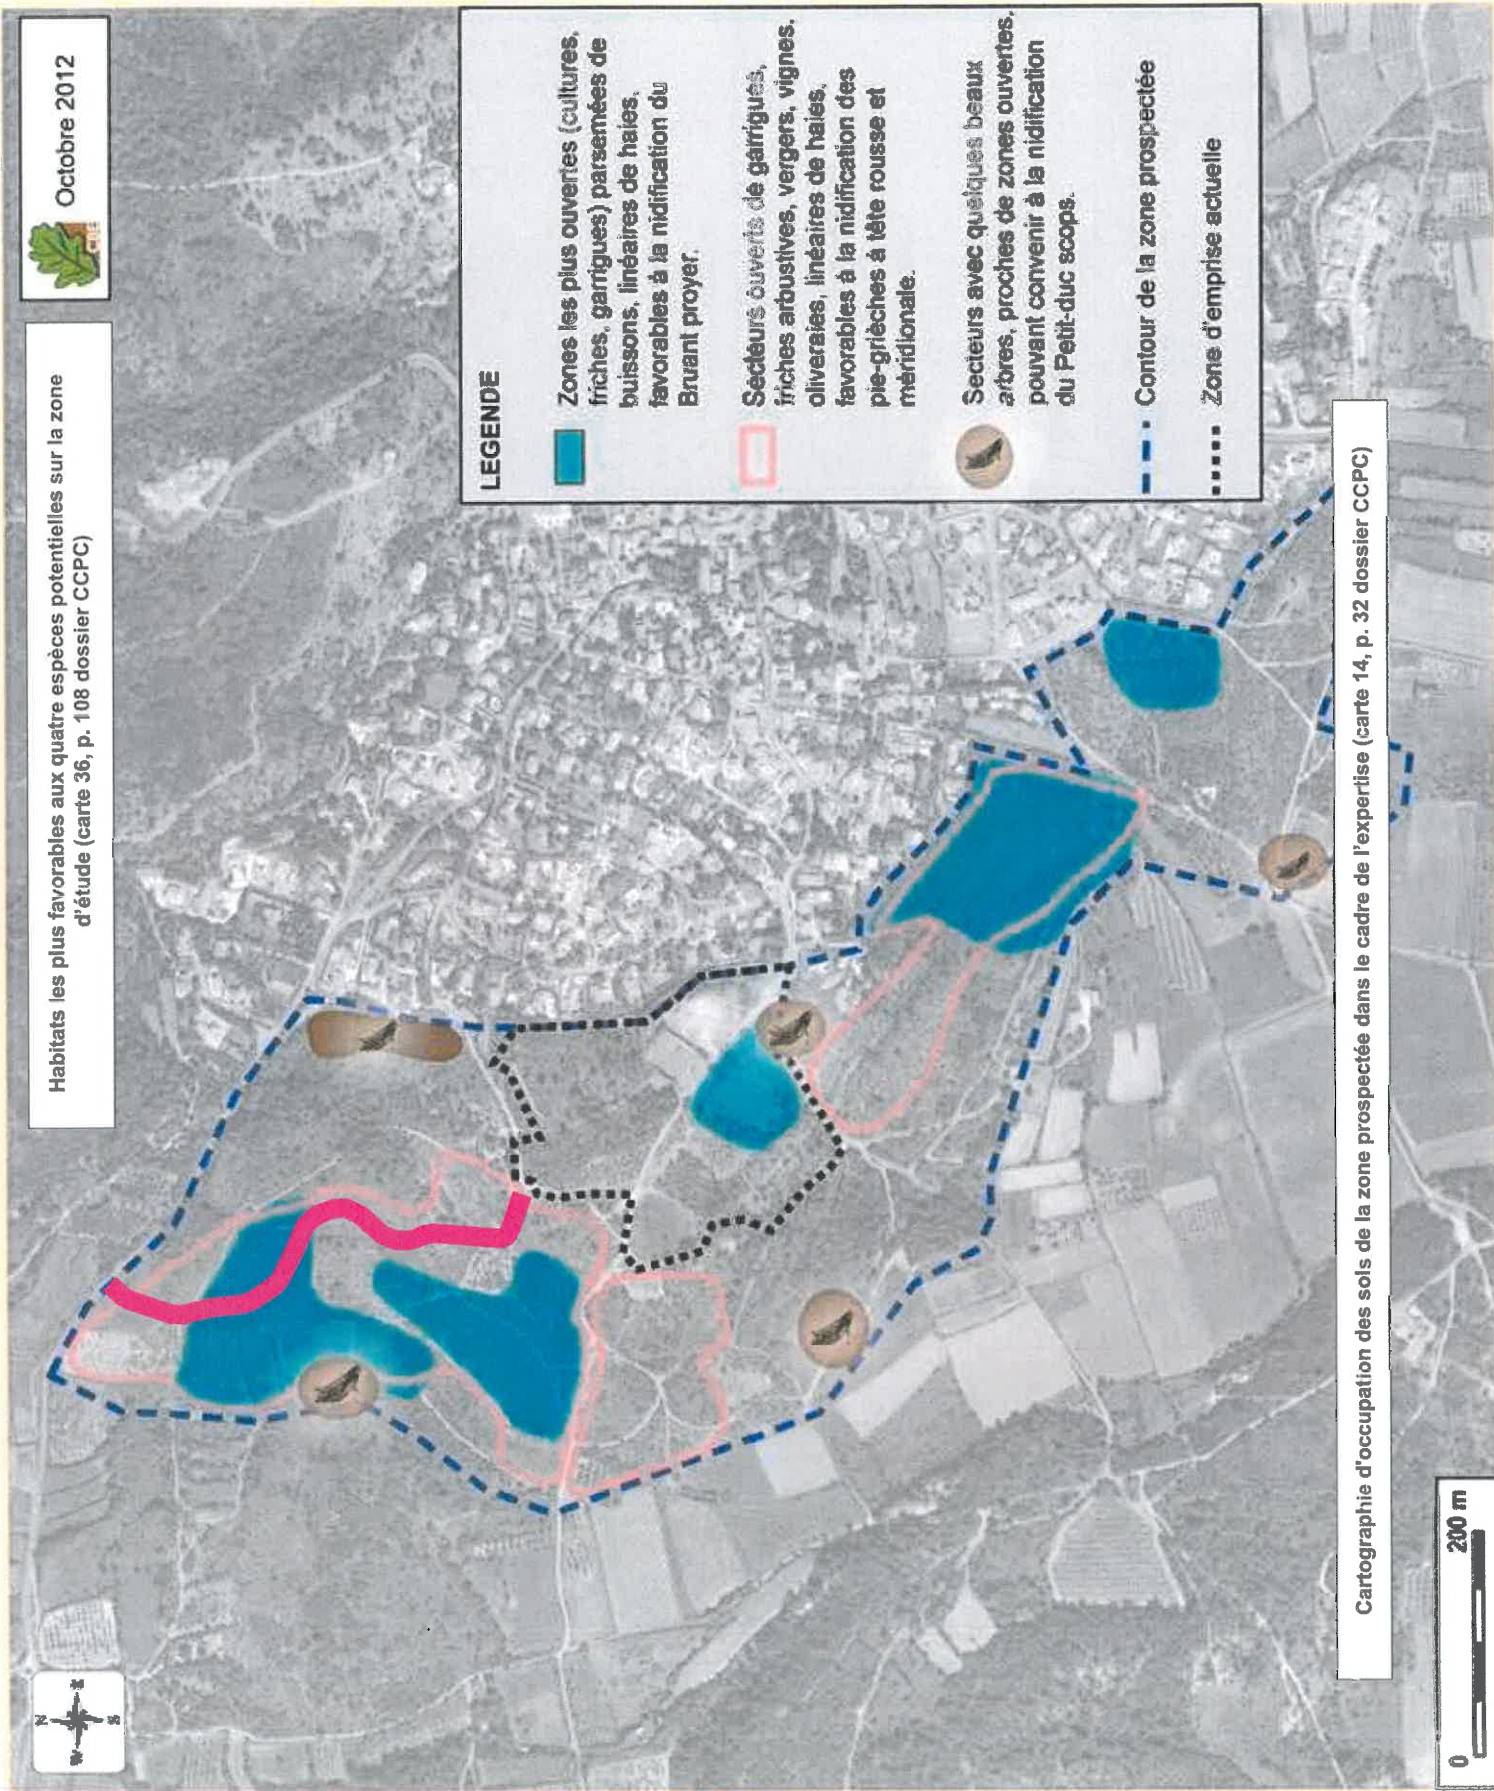 Octobre 2012
Habitats les plus favorables aux quatre espèces potentielles sur la zone
d'étude (carte 36, p. 108 dossier CCPC)
LEGENDE
Zones les plus ouvertes (cultures,
friches, garrigues) parsemées de
buissons, linéaires de haies,
favorables à la nidification du
Bruant proyer.
Secteurs ouverts de garrigues,
friches arbustives, vergers, vignes,
oliveraies, linéaires de haies,
favorables à la nidification des
pie-grièches à tête rousse et
méridionale.
Secteurs avec quelques beaux
arbres, proches de zones ouvertes,
pouvant convenir à la nidification
du Petit-duc scops.
Contour de la zone prospectée
Zone d'emprise actuelle
Cartographie d'occupation des sols de la zone prospectée dans le cadre de l'expertise (carte 14, p. 32 dossier CCPC)
N
W E
S
0 200 m